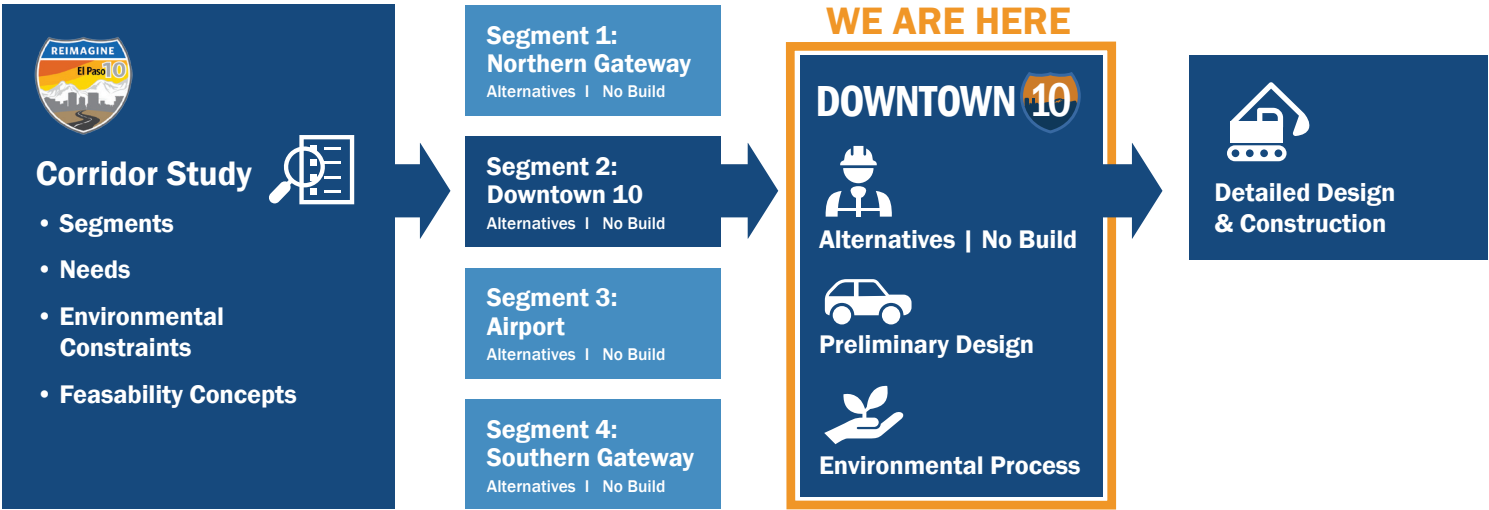 REIMAGINE
El Paso 10
Corridor Study
• Segments
• Needs
• Environmental
Constraints
• Feasability Concepts
Segment 1:
Northern Gateway
Alternatives I No Build
Segment 2:
Downtown 10
Alternatives I No Build
Segment 3:
Airport
Alternatives I No Build
Segment 4:
Southern Gateway
Alternatives I No Build
WE ARE HERE
DOWNTOWN 10
Alternatives | No Build
Preliminary Design
Environmental Process
Detailed Design
& Construction